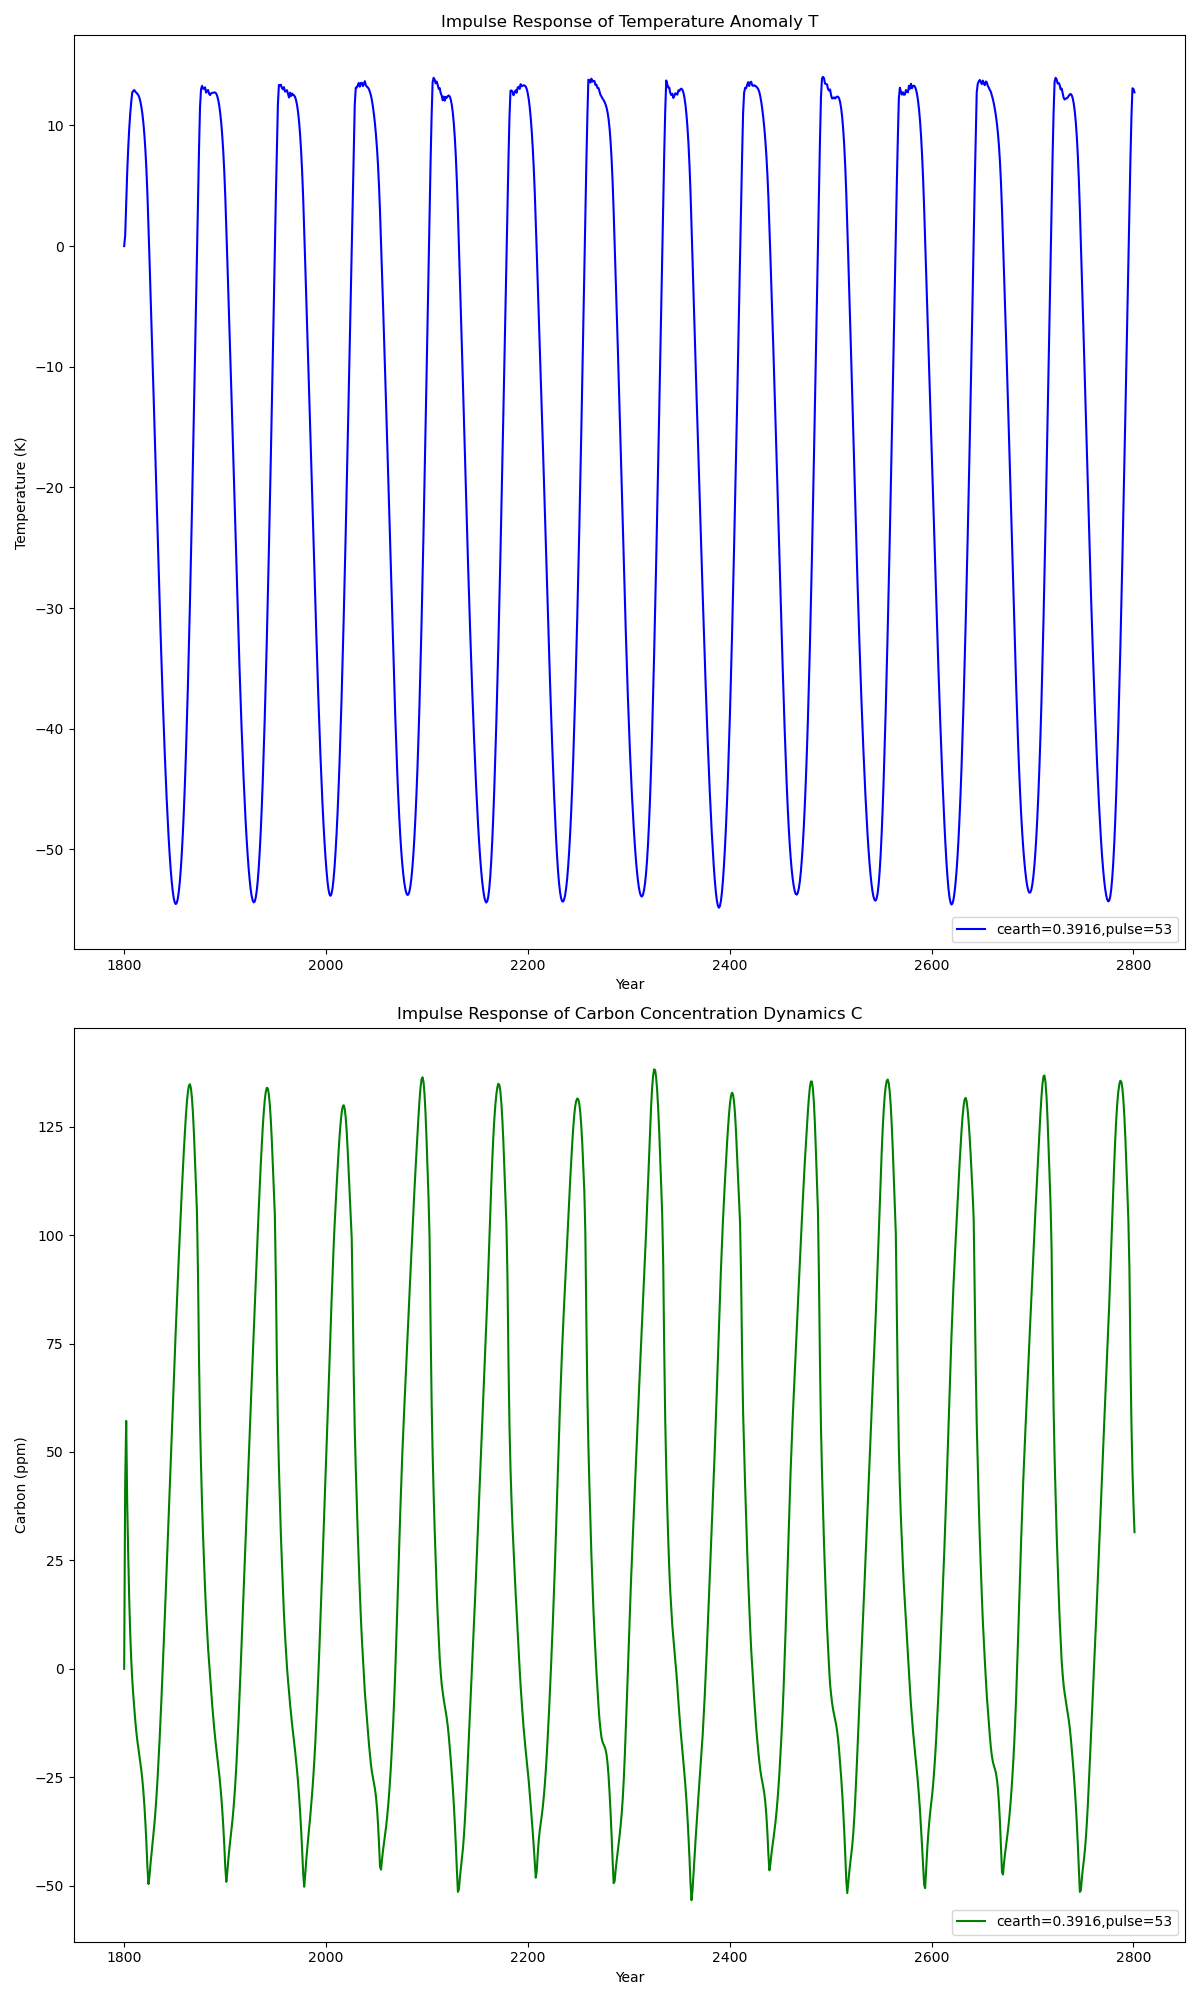 Impulse Response of Temperature Anomaly T
Temperature (K)
10
0
−10
−20
−30
−40
−50
cearth=0.3916,pulse=53
1800 2000 2200 2400 2600 2800
Year
Impulse Response of Carbon Concentration Dynamics C
Carbon (ppm)
125
100
75
50
25
0
−25
−50
cearth=0.3916,pulse=53
1800 2000 2200 2400 2600 2800
Year